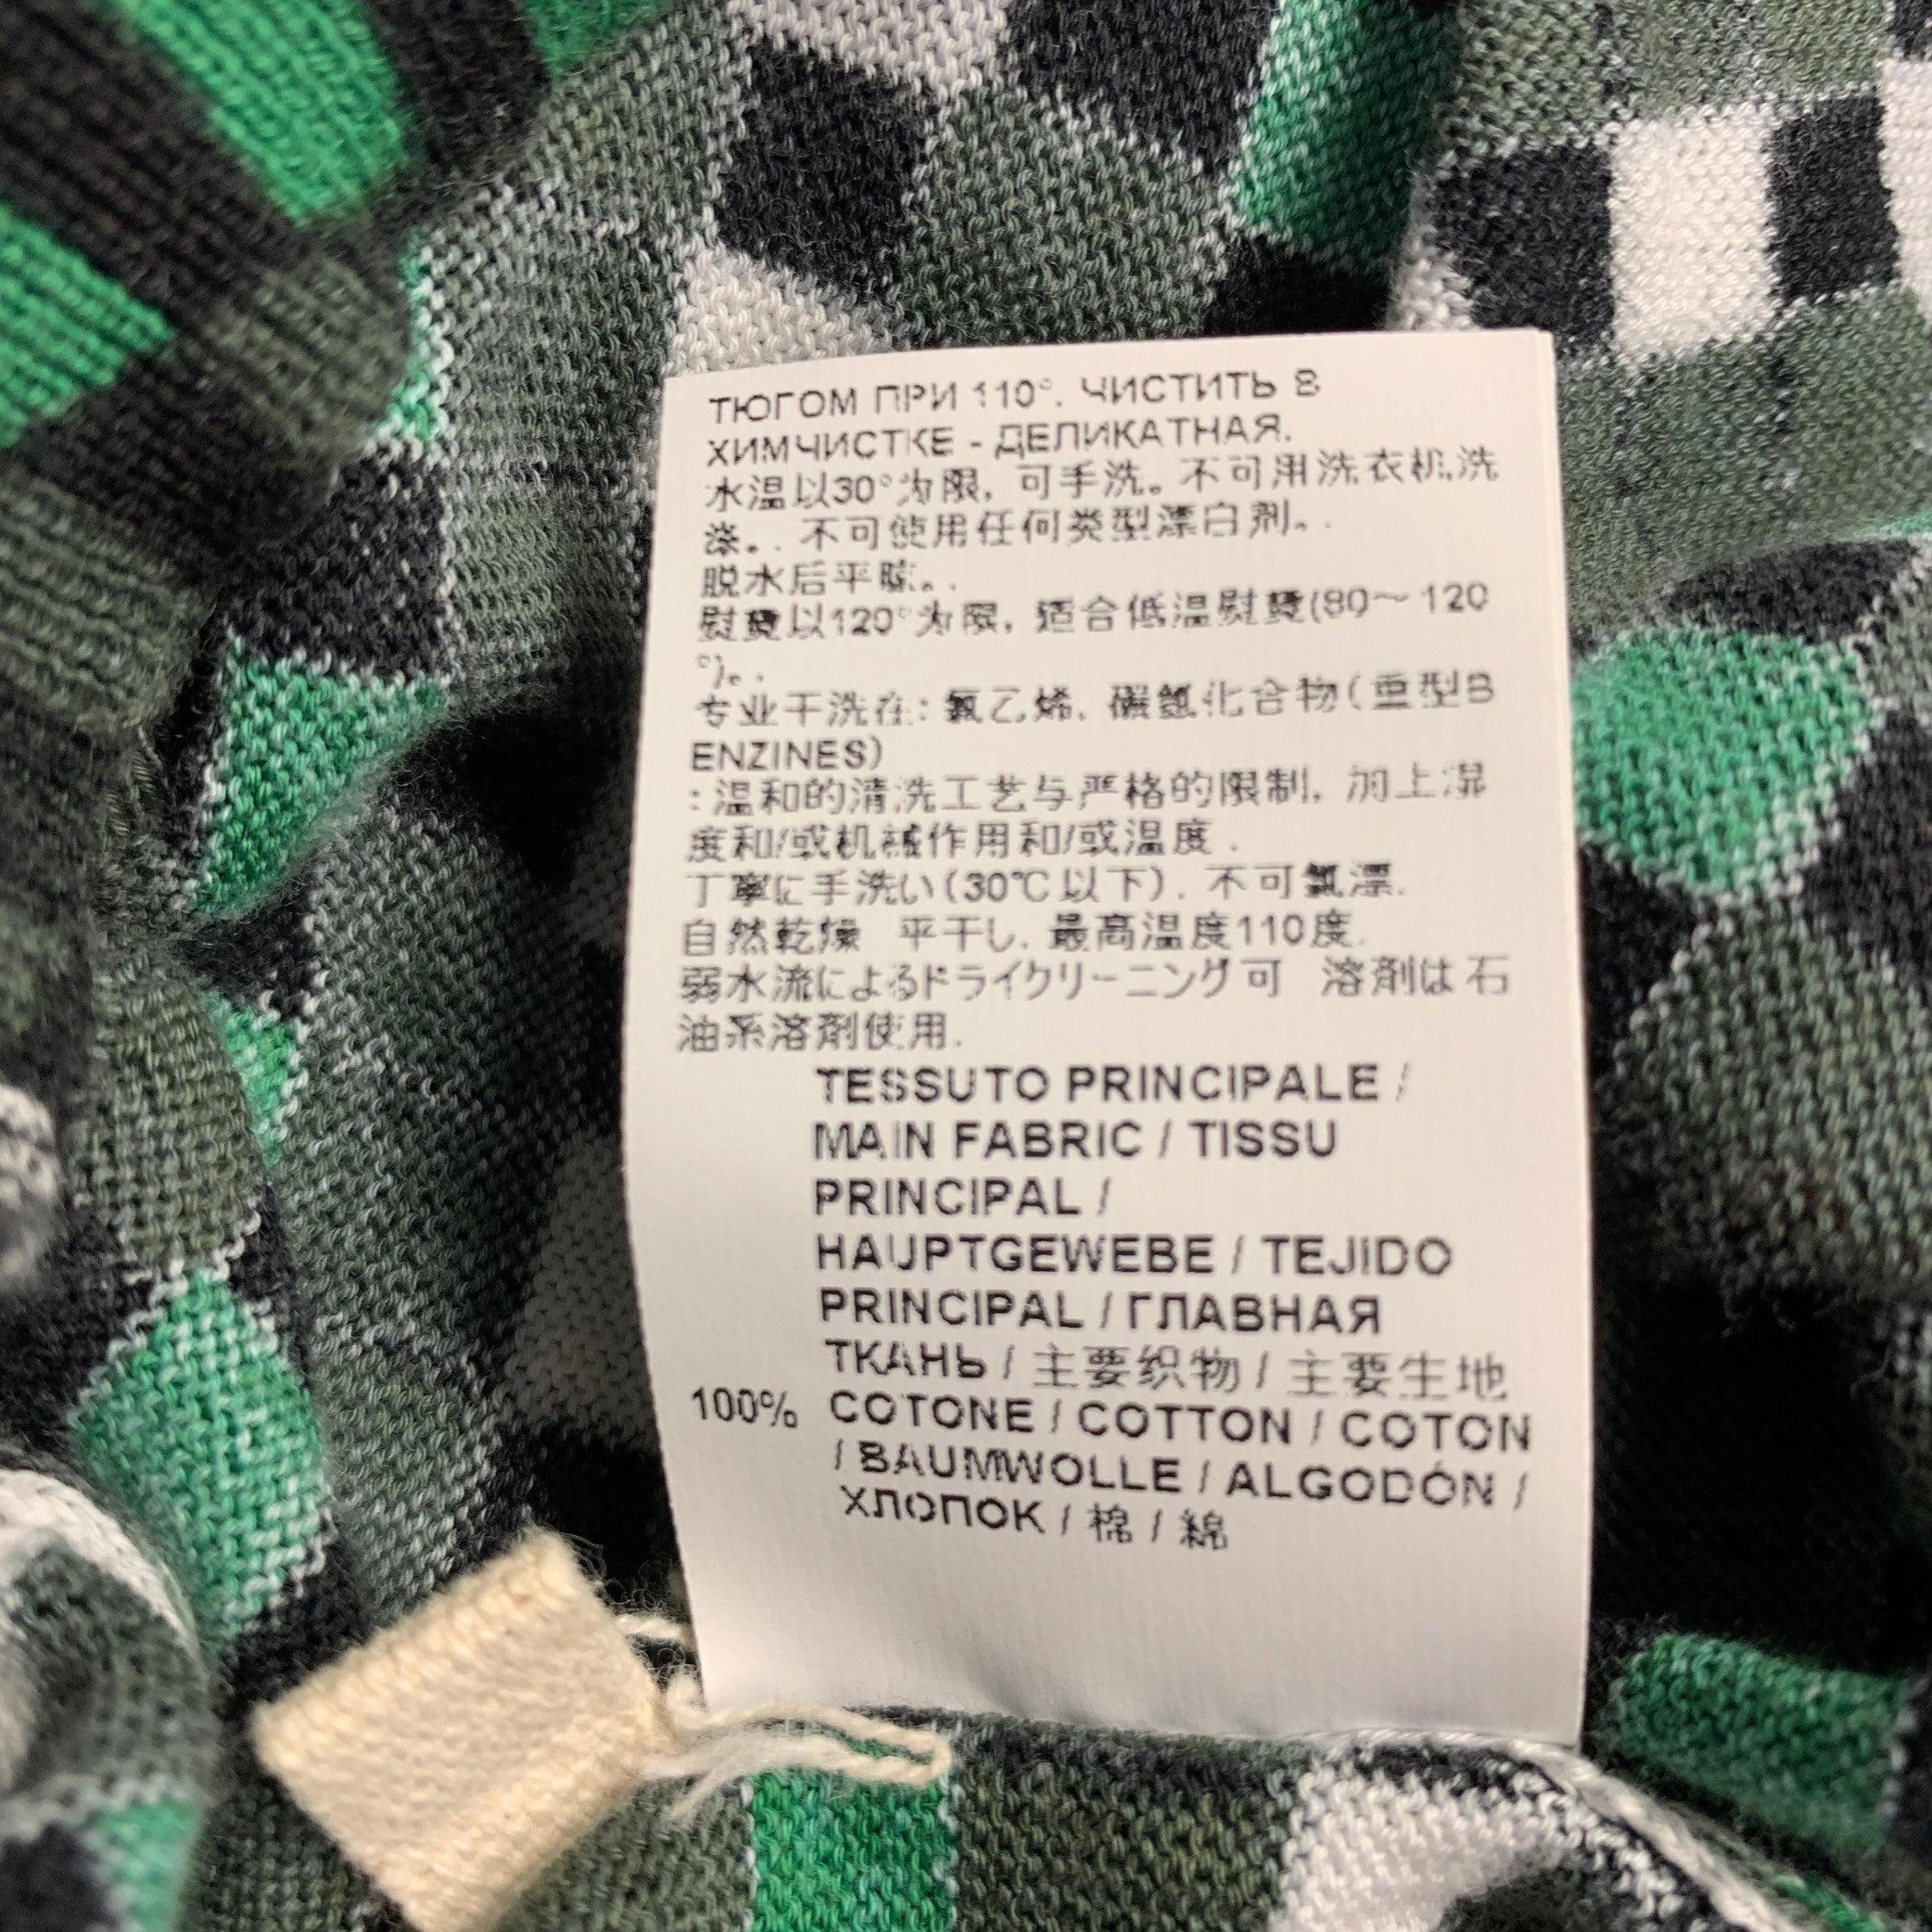 ТЮГОМ ПРИ 110°. ЧИСТИТЬ В
ХИМЧИСТКЕ - ДЕЛИКАТНАЯ.
水温以30°为限, 可手洗。不可用洗衣机洗
涤。. 不可使用任何类型漂白剂。.
脱水后平晾。.
熨烫以120°为限, 适合低温熨烫(80～120
°)。.
专业干洗在: 氯乙烯, 碳氢化合物(重型B
ENZINES)
: 温和的清洗工艺与严格的限制, 加上湿
度和/或机械作用和/或温度.
丁寧に手洗い(30℃以下). 不可氯漂.
自然乾燥 平干し. 最高温度110度.
弱水流によるドライクリーニング可 溶剤は石
油系溶剤使用.
TESSUTO PRINCIPALE /
MAIN FABRIC / TISSU
PRINCIPAL /
HAUPTGEWEBE / TEJIDO
PRINCIPAL / ГЛАВНАЯ
ТКАНЬ / 主要织物 / 主要生地
100% COTONE / COTTON / COTON
/ BAUMWOLLE / ALGODÓN /
ХЛОПОК / 棉 / 綿